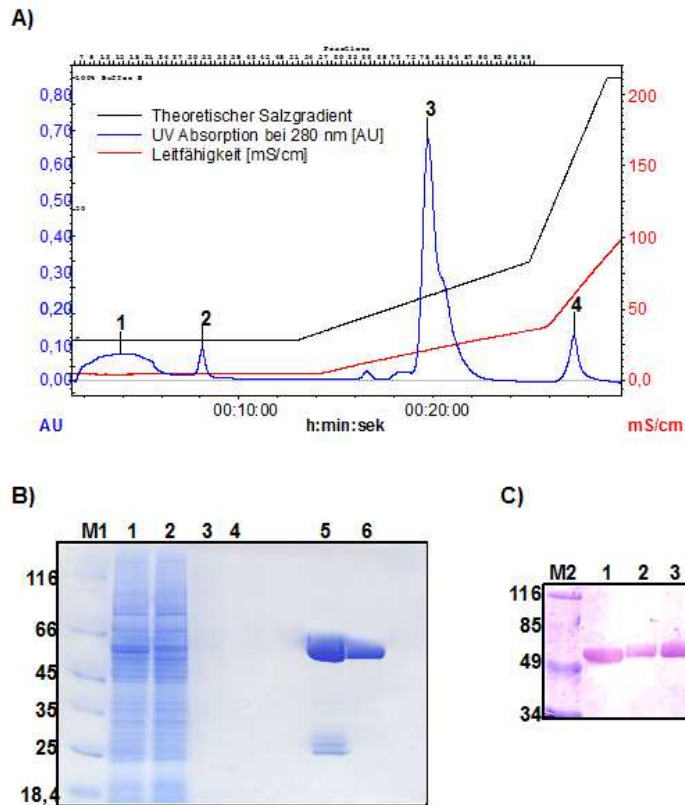 A)
100% Buffer B
0,80
0,70
0,60
0,50
0,40
0,30
0,20
0,10
0,00
AU
Theoretischer Salzgradient
UV Absorption bei 280 nm [AU]
Leitfähigkeit [mS/cm]
1
2
3
4
200
150
100
50
0,0
mS/cm
00:10:00
00:20:00
h:min:sek
B)
M1 1 2 3 4 5 6
116
66
45
35
25
18,4
C)
M2 1 2 3
116
85
49
34